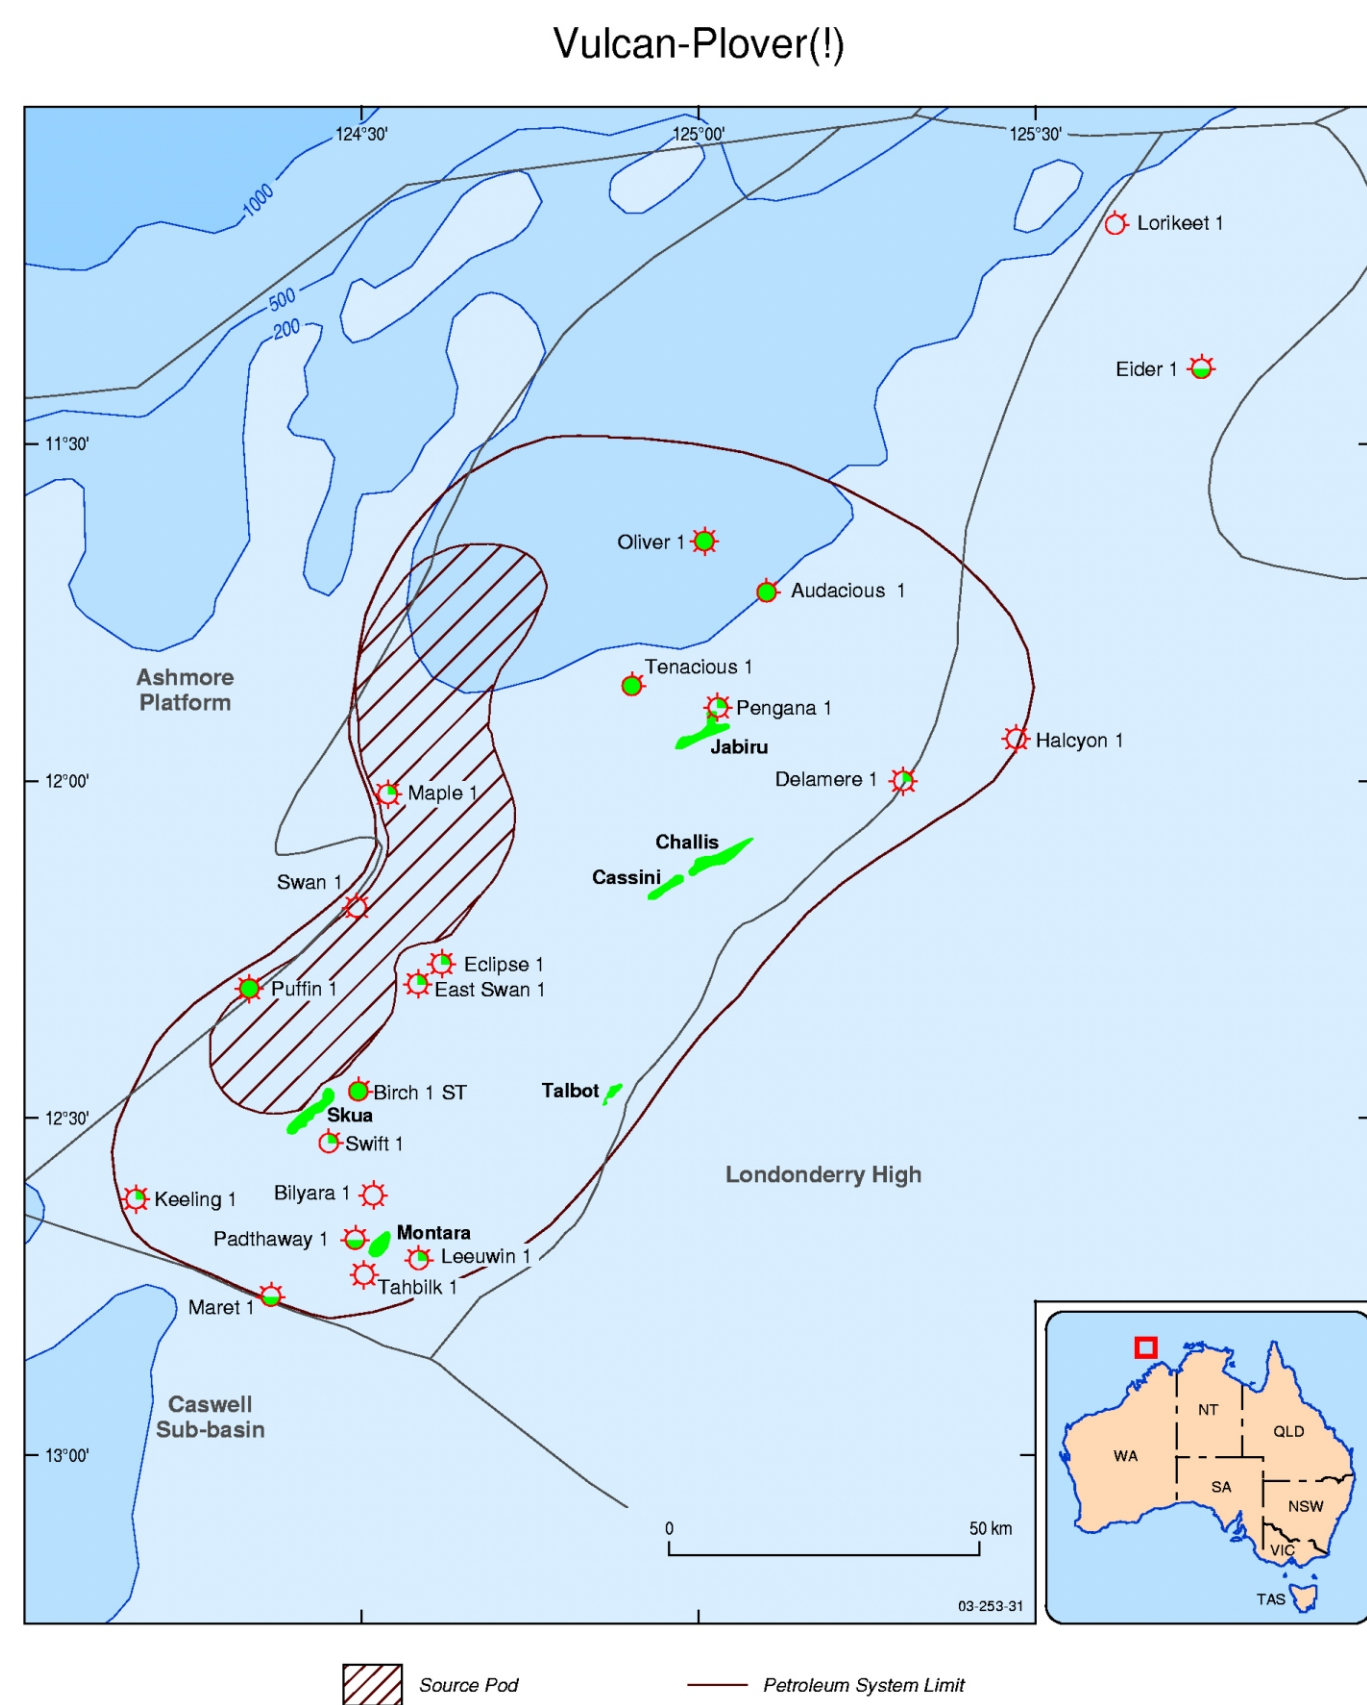 Vulcan-Plover(!)
124°30'
125°00'
125°30'
1000
Lorikeet 1
500
200
Eider 1
11°30'
Oliver 1
Audacious 1
Tenacious 1
Ashmore
Platform
Pengana 1
Jabiru
Halcyon 1
Delamere 1
12°00'
Maple 1
Challis
Cassini
Swan 1
Eclipse 1
Puffin 1
East Swan 1
Birch 1 ST
Talbot
Skua
12°30'
Swift 1
Londonderry High
Bilyara 1
Keeling 1
Padthaway 1
Montara
Leeuwin 1
Tahbilk 1
Maret 1
Caswell
Sub-basin
NT
QLD
13°00'
WA
SA
NSW
0
50 km
VIC
TAS
03-253-31
Source Pod
Petroleum System Limit